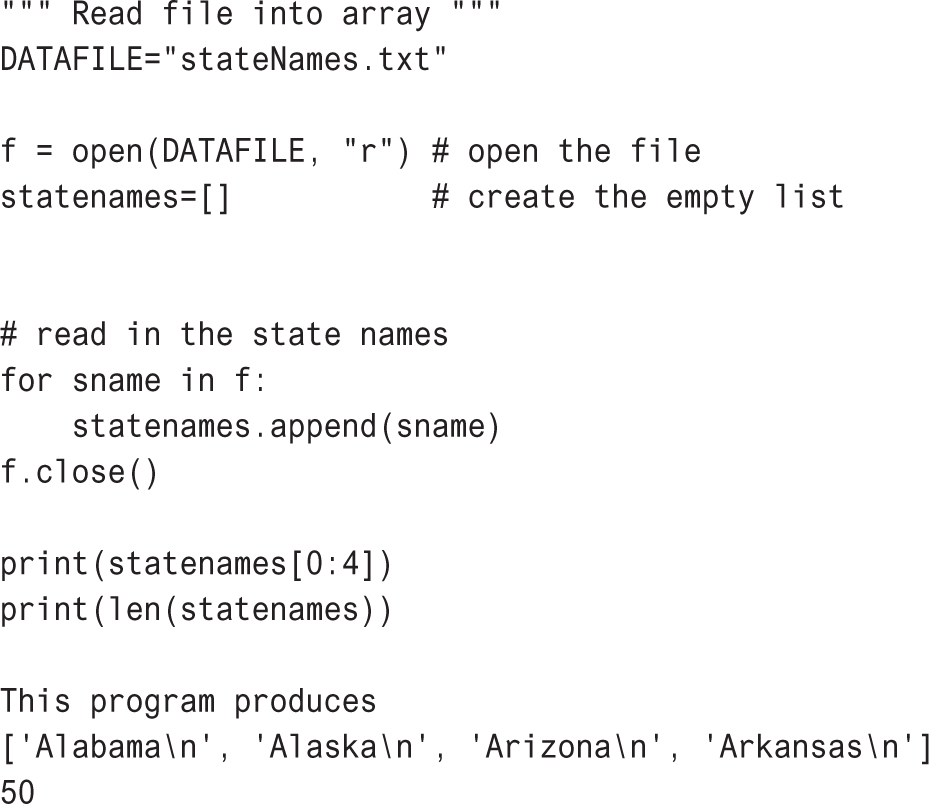 """ Read file into array """
DATAFILE="stateNames.txt"
f = open(DATAFILE, "r") # open the file
statenames=[]           # create the empty list
# read in the state names
for sname in f:
    statenames.append(sname)
f.close()
print(statenames[0:4])
print(len(statenames))
This program produces
['Alabama\n', 'Alaska\n', 'Arizona\n', 'Arkansas\n']
50